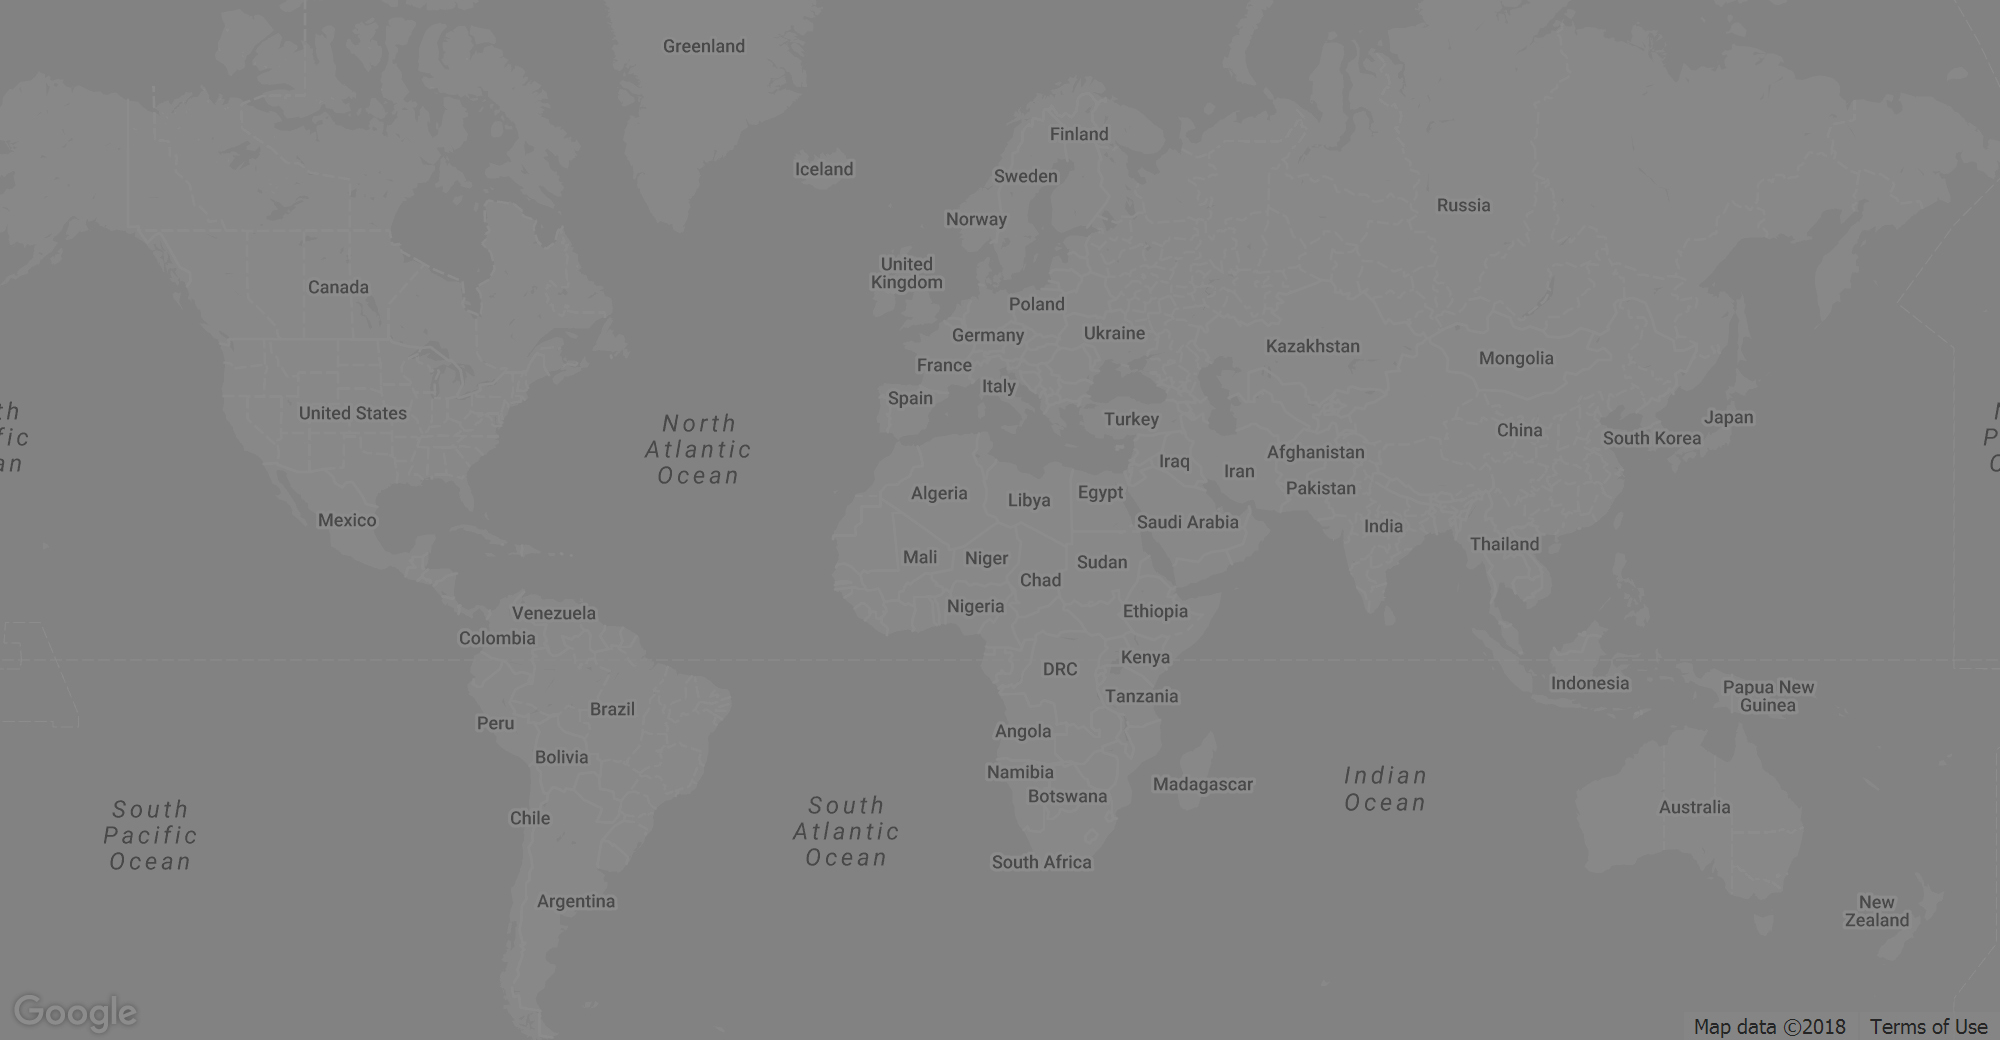 Greenland
Finland
Iceland
Sweden
Russia
Norway
United
Kingdom
Canada
Poland
Germany
Ukraine
Kazakhstan
Mongolia
France
Italy
Spain
United States
North
Atlantic
Ocean
Turkey
China
Japan
South Korea
Afghanistan
Iraq
Iran
Pakistan
Algeria
Libya
Egypt
Mexico
Saudi Arabia
India
Thailand
Mali
Niger
Sudan
Chad
Nigeria
Ethiopia
Venezuela
Colombia
Kenya
DRC
Tanzania
Indonesia
Papua New
Guinea
Brazil
Peru
Angola
Bolivia
Namibia
Botswana
Madagascar
Indian
Ocean
South
Pacific
Ocean
Chile
South
Atlantic
Ocean
Australia
South Africa
Argentina
New
Zealand
Google
Map data ©2018
Terms of Use